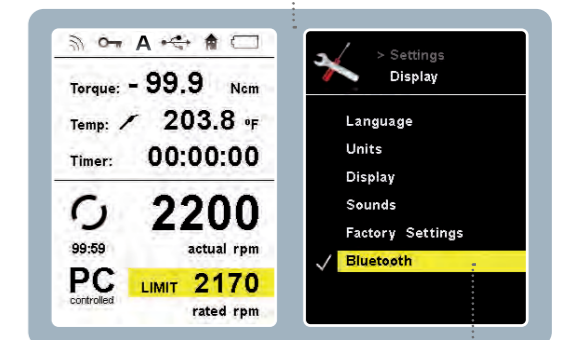 A
Torque: - 99.9 Ncm
Temp: 203.8 °F
Timer: 00:00:00
2200
99:59 actual rpm
PC LIMIT 2170
controlled
rated rpm
> Settings
Display
Language
Units
Display
Sounds
Factory Settings
Bluetooth